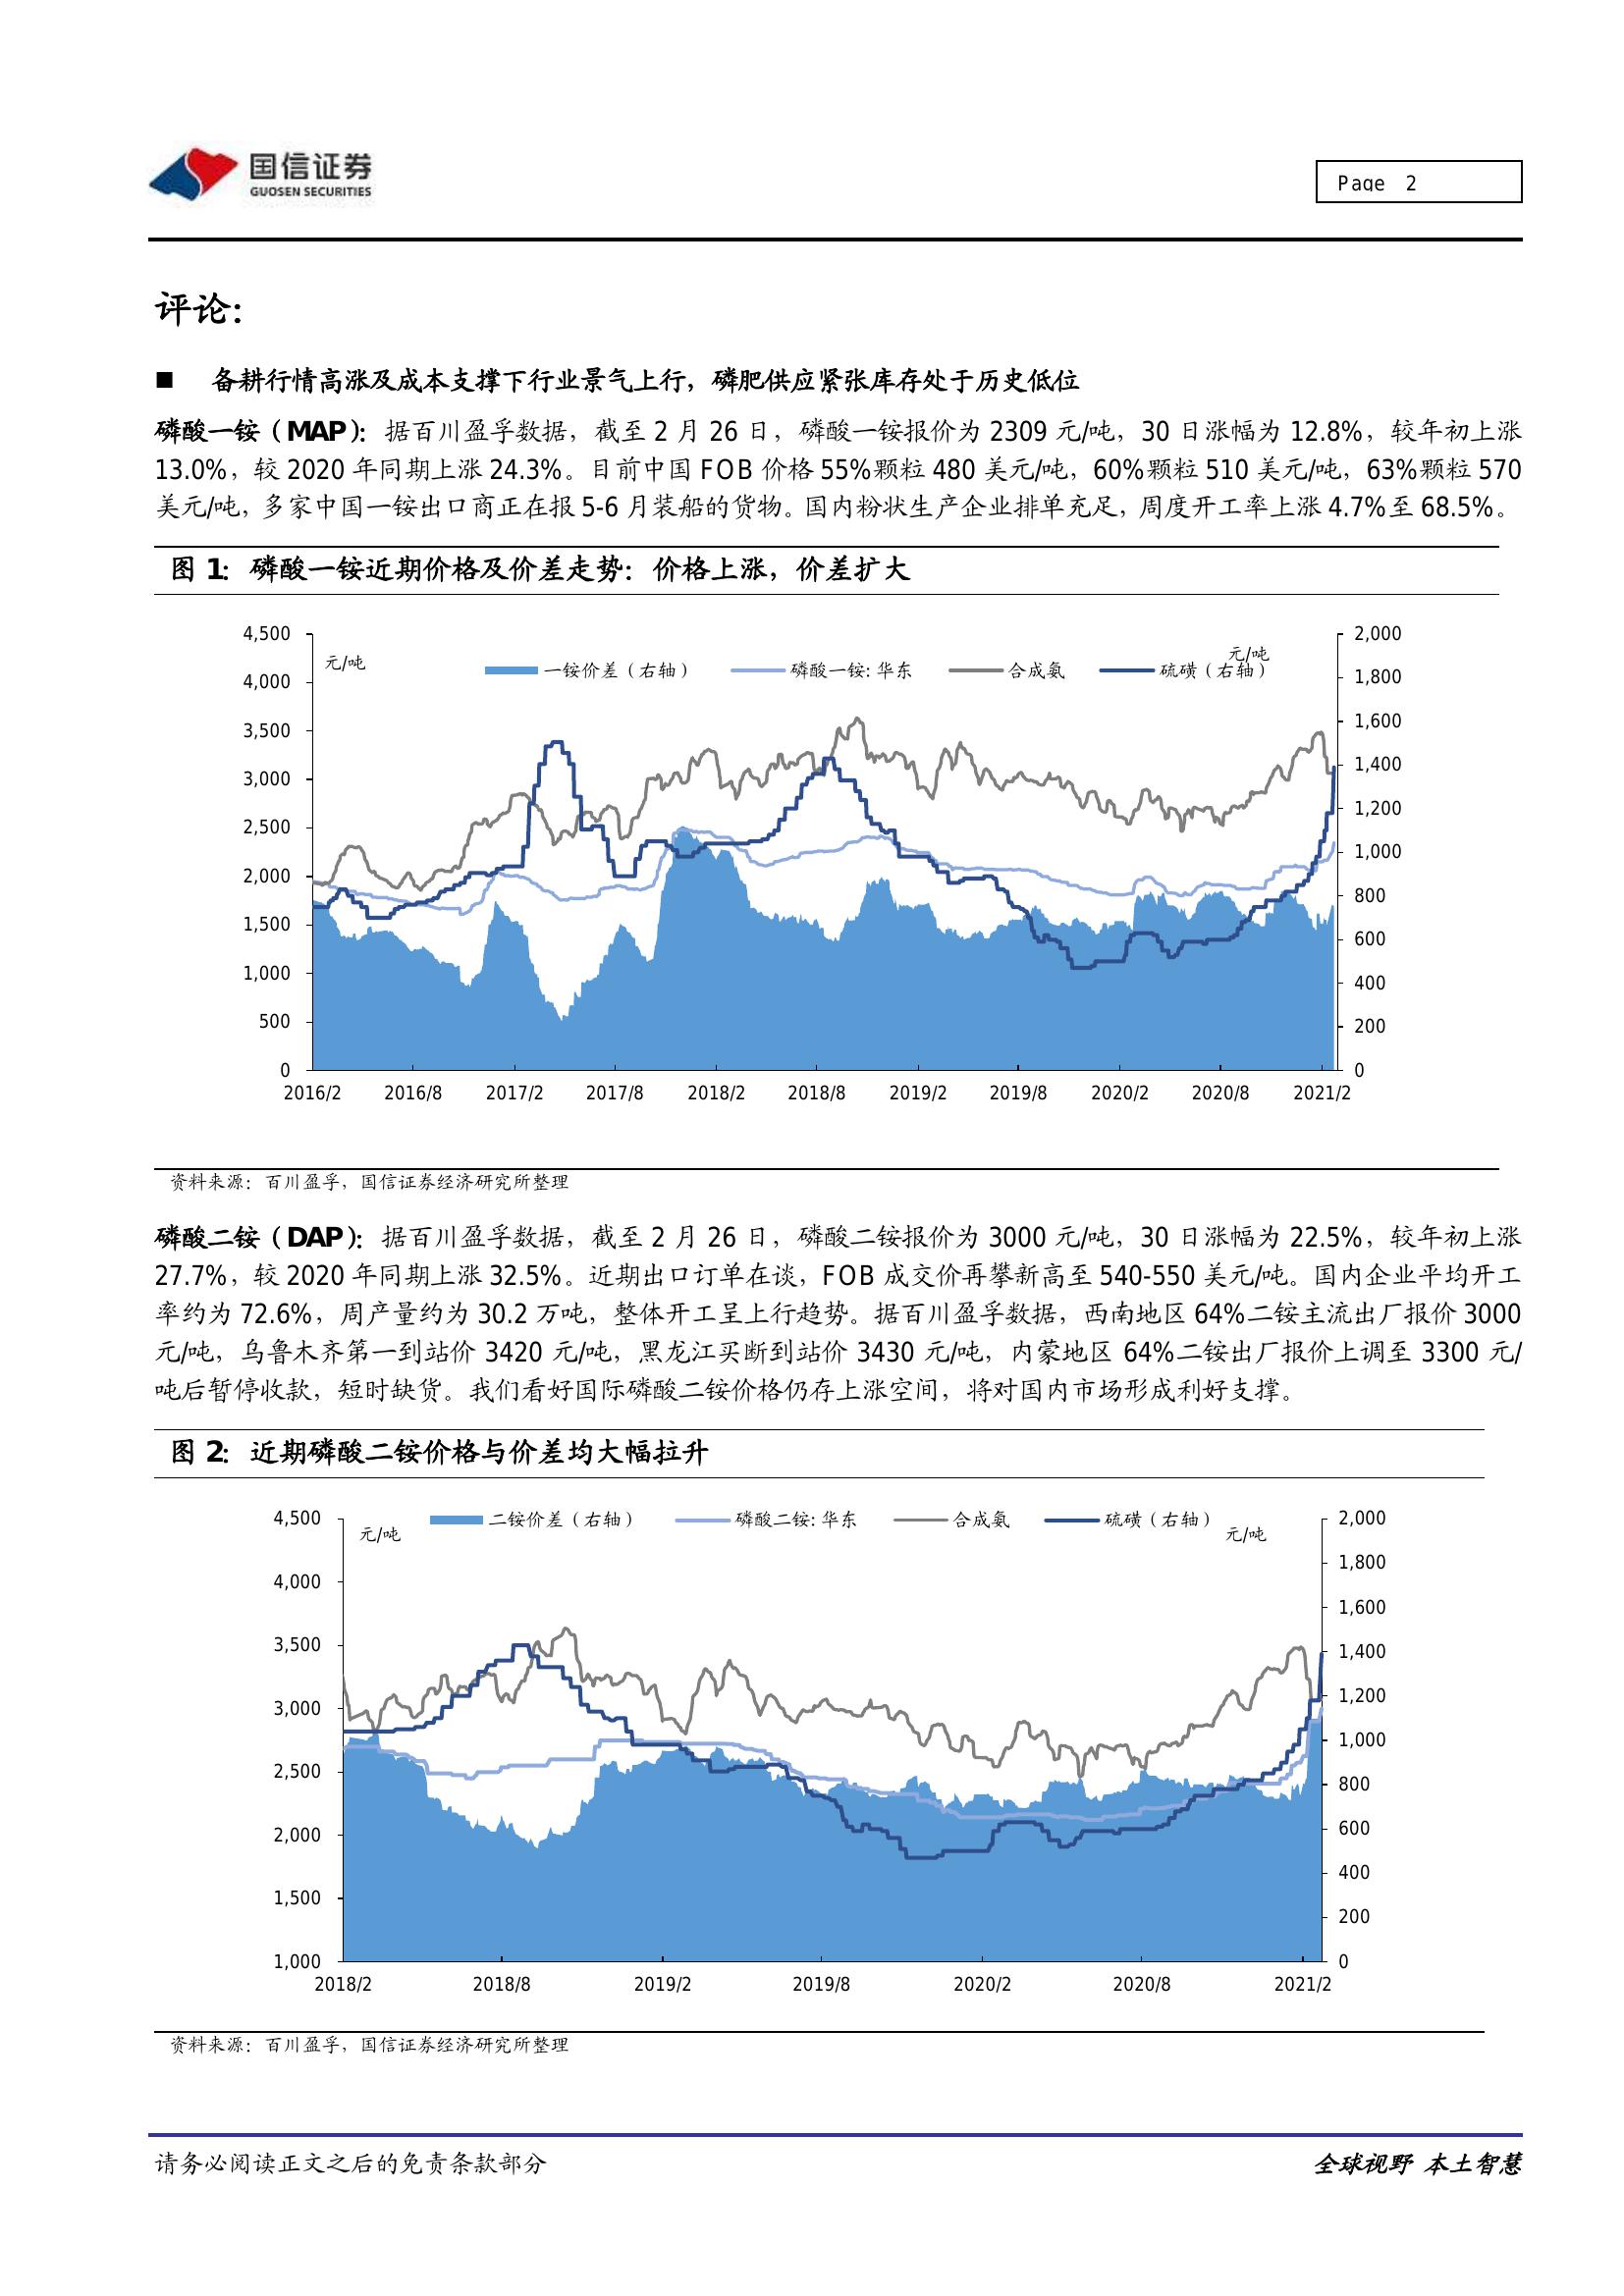 国信证券
GUOSEN SECURITIES
Page 2
评论：
■ 备耕行情高涨及成本支撑下行业景气上行，磷肥供应紧张库存处于历史低位
磷酸一铵（MAP）：据百川盈孚数据，截至 2 月 26 日，磷酸一铵报价为 2309 元/吨，30 日涨幅为 12.8%，较年初上涨
13.0%，较 2020 年同期上涨 24.3%。目前中国 FOB 价格 55%颗粒 480 美元/吨，60%颗粒 510 美元/吨，63%颗粒 570
美元/吨，多家中国一铵出口商正在报 5-6 月装船的货物。国内粉状生产企业排单充足，周度开工率上涨 4.7%至 68.5%。
图 1：磷酸一铵近期价格及价差走势：价格上涨，价差扩大
4,500
4,000
3,500
3,000
2,500
2,000
1,500
1,000
500
0
元/吨
一铵价差（右轴）
磷酸一铵:华东
合成氨
硫磺（右轴）
元/吨
2,000
1,800
1,600
1,400
1,200
1,000
800
600
400
200
0
2016/2 2016/8 2017/2 2017/8 2018/2 2018/8 2019/2 2019/8 2020/2 2020/8 2021/2
资料来源：百川盈孚，国信证券经济研究所整理
磷酸二铵（DAP）：据百川盈孚数据，截至 2 月 26 日，磷酸二铵报价为 3000 元/吨，30 日涨幅为 22.5%，较年初上涨
27.7%，较 2020 年同期上涨 32.5%。近期出口订单在谈，FOB 成交价再攀新高至 540-550 美元/吨。国内企业平均开工
率约为 72.6%，周产量约为 30.2 万吨，整体开工呈上行趋势。据百川盈孚数据，西南地区 64%二铵主流出厂报价 3000
元/吨，乌鲁木齐第一到站价 3420 元/吨，黑龙江买断到站价 3430 元/吨，内蒙地区 64%二铵出厂报价上调至 3300 元/
吨后暂停收款，短时缺货。我们看好国际磷酸二铵价格仍存上涨空间，将对国内市场形成利好支撑。
图 2：近期磷酸二铵价格与价差均大幅拉升
4,500
4,000
3,500
3,000
2,500
2,000
1,500
1,000
元/吨
二铵价差（右轴）
磷酸二铵:华东
合成氨
硫磺（右轴）
元/吨
2,000
1,800
1,600
1,400
1,200
1,000
800
600
400
200
0
2018/2 2018/8 2019/2 2019/8 2020/2 2020/8 2021/2
资料来源：百川盈孚，国信证券经济研究所整理
请务必阅读正文之后的免责条款部分
全球视野 本土智慧